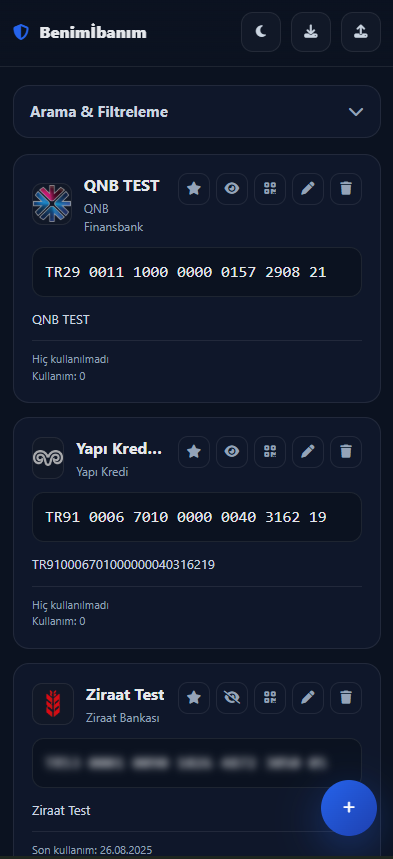 Benimİbanım
Arama & Filtreleme
QNB TEST
QNB
Finansbank
TR29 0011 1000 0000 0157 2908 21
QNB TEST
Hiç kullanılmadı
Kullanım: 0
Yapı Kred...
Yapı Kredi
TR91 0006 7010 0000 0040 3162 19
TR910006701000000040316219
Hiç kullanılmadı
Kullanım: 0
Ziraat Test
Ziraat Bankası
Ziraat Test
+
Son kullanım: 26.08.2025